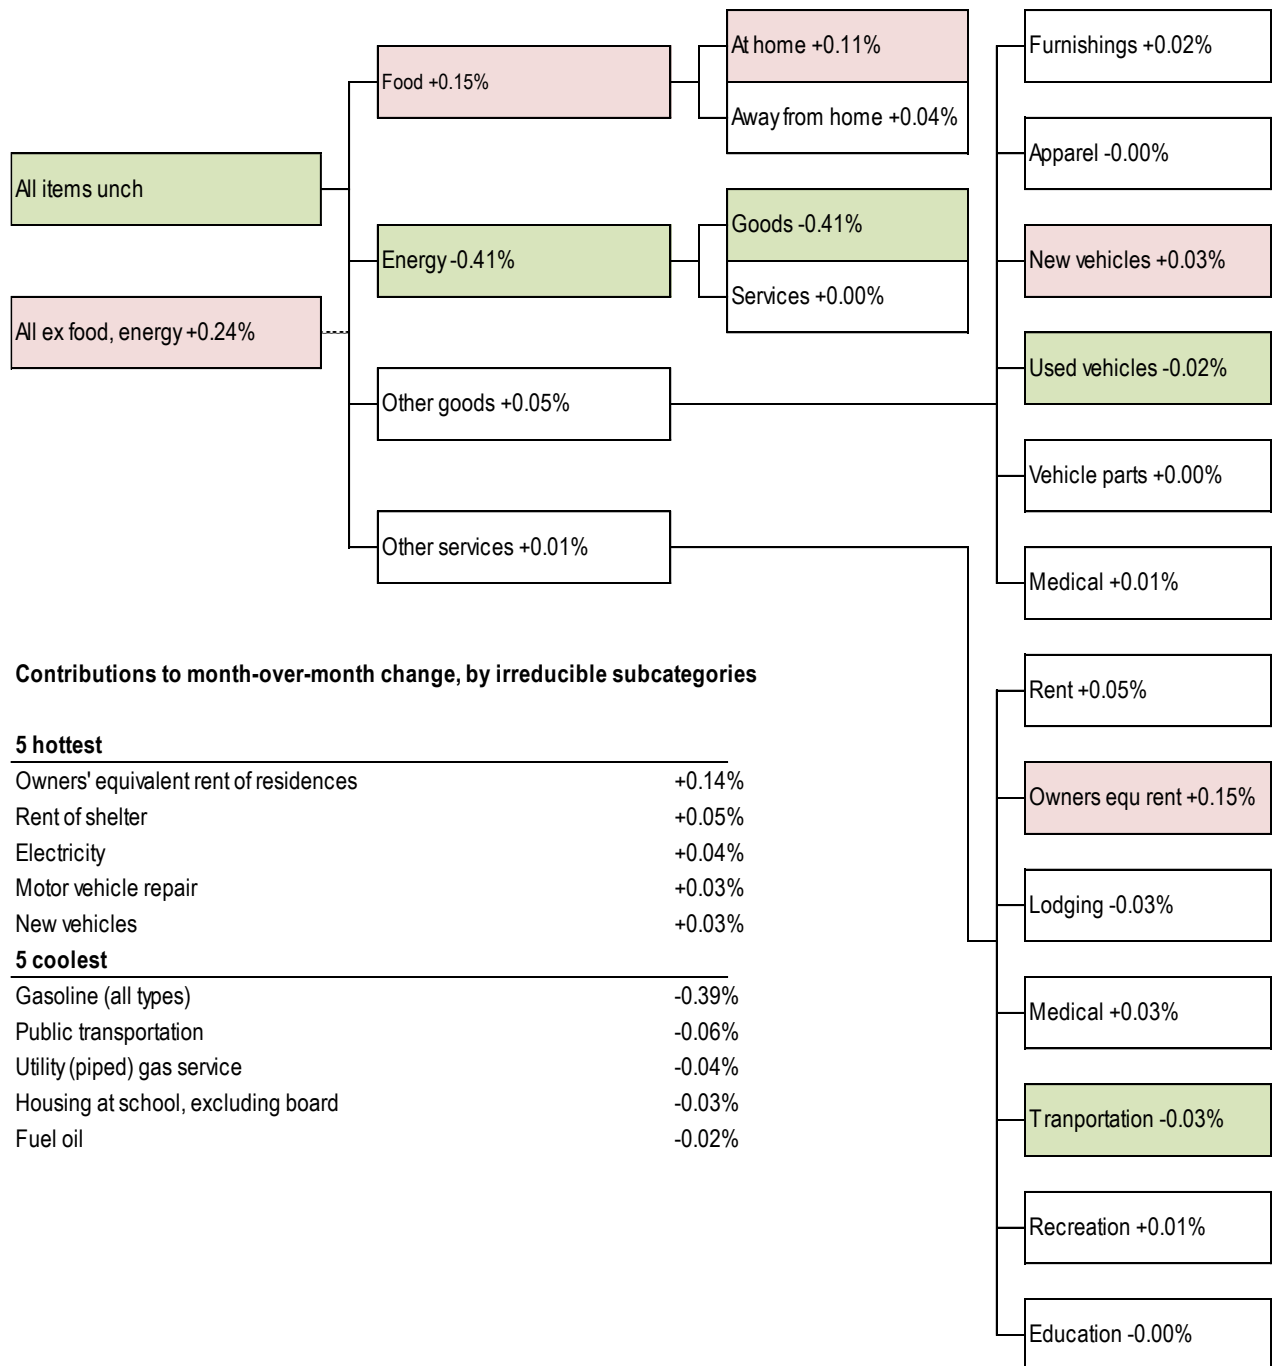 All items unch
All ex food, energy +0.24%
Food +0.15%
Energy -0.41%
Other goods +0.05%
Other services +0.01%
At home +0.11%
Away from home +0.04%
Goods -0.41%
Services +0.00%
Furnishings +0.02%
Apparel -0.00%
New vehicles +0.03%
Used vehicles -0.02%
Vehicle parts +0.00%
Medical +0.01%
Rent +0.05%
Owners equ rent +0.15%
Lodging -0.03%
Medical +0.03%
Tranportation -0.03%
Recreation +0.01%
Education -0.00%
Contributions to month-over-month change, by irreducible subcategories
5 hottest
Owners' equivalent rent of residences +0.14%
Rent of shelter +0.05%
Electricity +0.04%
Motor vehicle repair +0.03%
New vehicles +0.03%
5 coolest
Gasoline (all types) -0.39%
Public transportation -0.06%
Utility (piped) gas service -0.04%
Housing at school, excluding board -0.03%
Fuel oil -0.02%